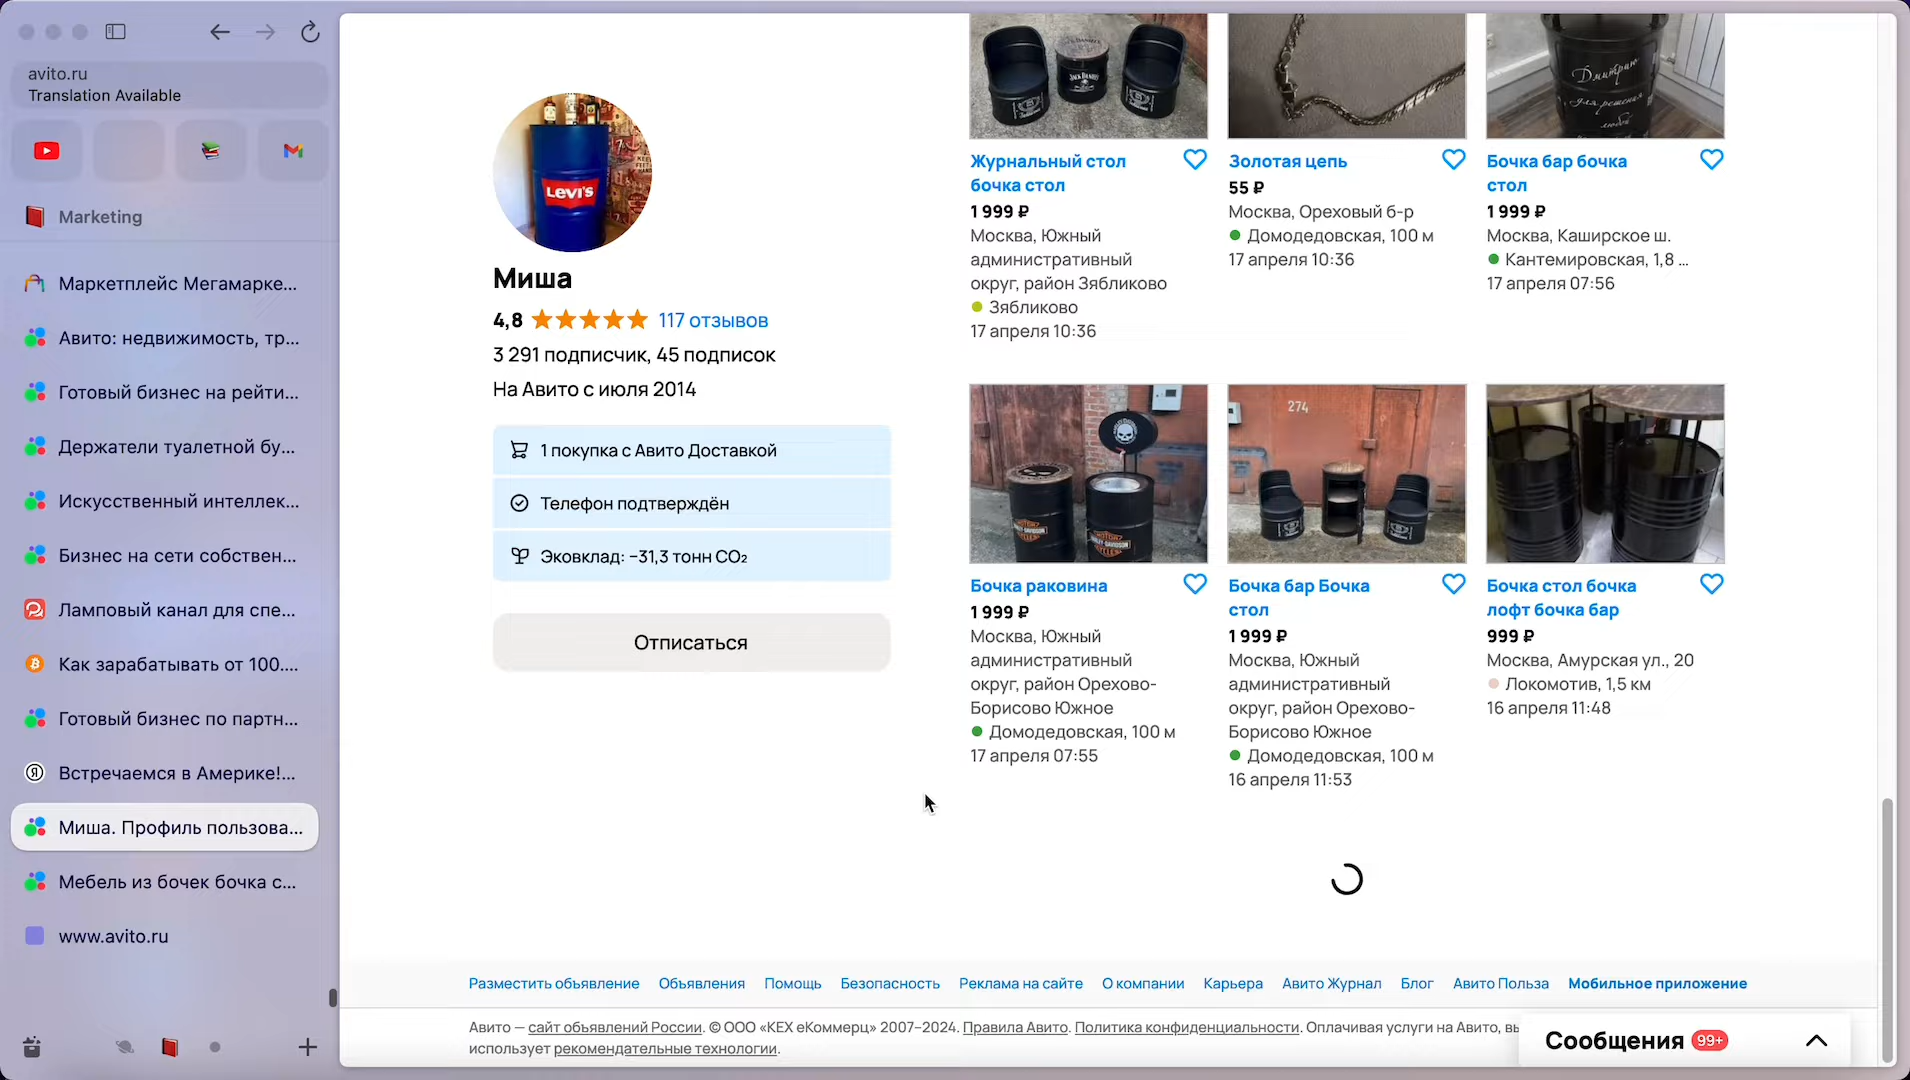 avito.ru
Translation Available
Marketing
Маркетплейс Мегамарке...
Авито: недвижимость, тр...
Готовый бизнес на рейти...
Держатели туалетной бу...
Искусственный интеллек...
Бизнес на сети собствен...
Ламповый канал для спе...
Как зарабатывать от 100....
Готовый бизнес по партн...
Встречаемся в Америке!...
Миша. Профиль пользова...
Мебель из бочек бочка с...
www.avito.ru
LEVI'S
Миша
4,8
117 отзывов
3 291 подписчик, 45 подписок
На Авито с июля 2014
1 покупка с Авито Доставкой
Телефон подтверждён
Эковклад: −31,3 тонн CO₂
Отписаться
JACK DANIEL'S
Журнальный стол
бочка стол
1 999 ₽
Москва, Южный
административный
округ, район Зябликово
Зябликово
17 апреля 10:36
Золотая цепь
55 ₽
Москва, Ореховый б-р
Домодедовская, 100 м
17 апреля 10:36
Дмитрию
для решения
любой
Бочка бар бочка
стол
1 999 ₽
Москва, Каширское ш.
Кантемировская, 1,8 ...
17 апреля 07:56
Бочка раковина
1 999 ₽
Москва, Южный
административный
округ, район Орехово-
Борисово Южное
Домодедовская, 100 м
17 апреля 07:55
274
Бочка бар Бочка
стол
1 999 ₽
Москва, Южный
административный
округ, район Орехово-
Борисово Южное
Домодедовская, 100 м
16 апреля 11:53
Бочка стол бочка
лофт бочка бар
999 ₽
Москва, Амурская ул., 20
Локомотив, 1,5 км
16 апреля 11:48
Разместить объявление Объявления Помощь Безопасность Реклама на сайте О компании Карьера Авито Журнал Блог Авито Польза Мобильное приложение
Авито — сайт объявлений России. © ООО «КЕХ еКоммерц» 2007–2024. Правила Авито. Политика конфиденциальности. Оплачивая услуги на Авито, вы
использует рекомендательные технологии.
Сообщения 99+